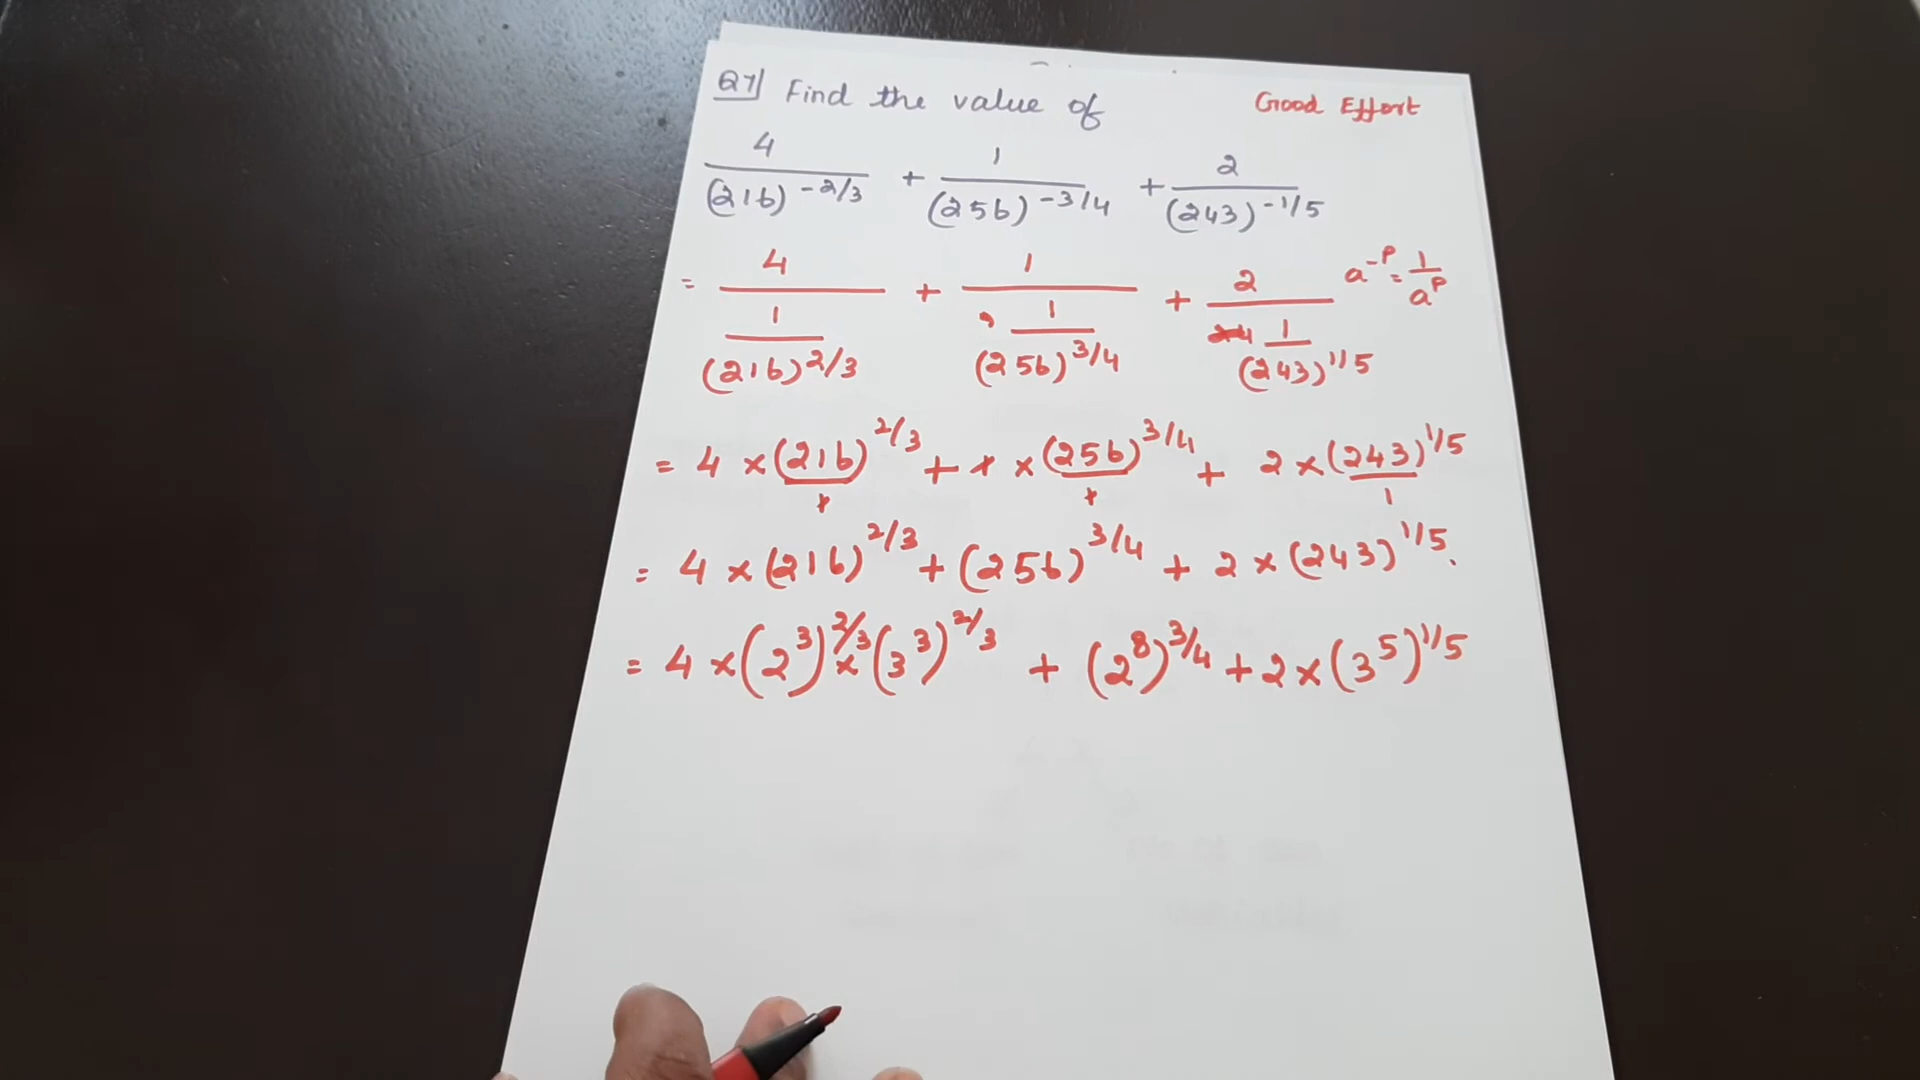 Q7 Find the value of Good Effort
4/(216)^-2/3 + 1/(256)^-3/4 + 2/(243)^-1/5
= 4/(1/(216)^2/3) + 1/(1/(256)^3/4) + 2/(1/(243)^1/5) a^-p = 1/a^p
= 4 × (216)^2/3/1 + 1 × (256)^3/4/1 + 2 × (243)^1/5/1
= 4 × (216)^2/3 + (256)^3/4 + 2 × (243)^1/5.
= 4 × (2^3)^2/3 × (3^3)^2/3 + (2^8)^3/4 + 2 × (3^5)^1/5